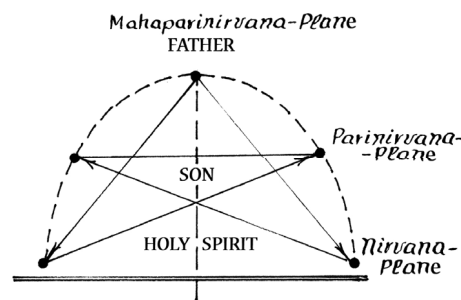 Mahaparinirvana-Plane
FATHER
Parinirvana-
-Plane
SON
HOLY SPIRIT
Nirvana-
-Plane